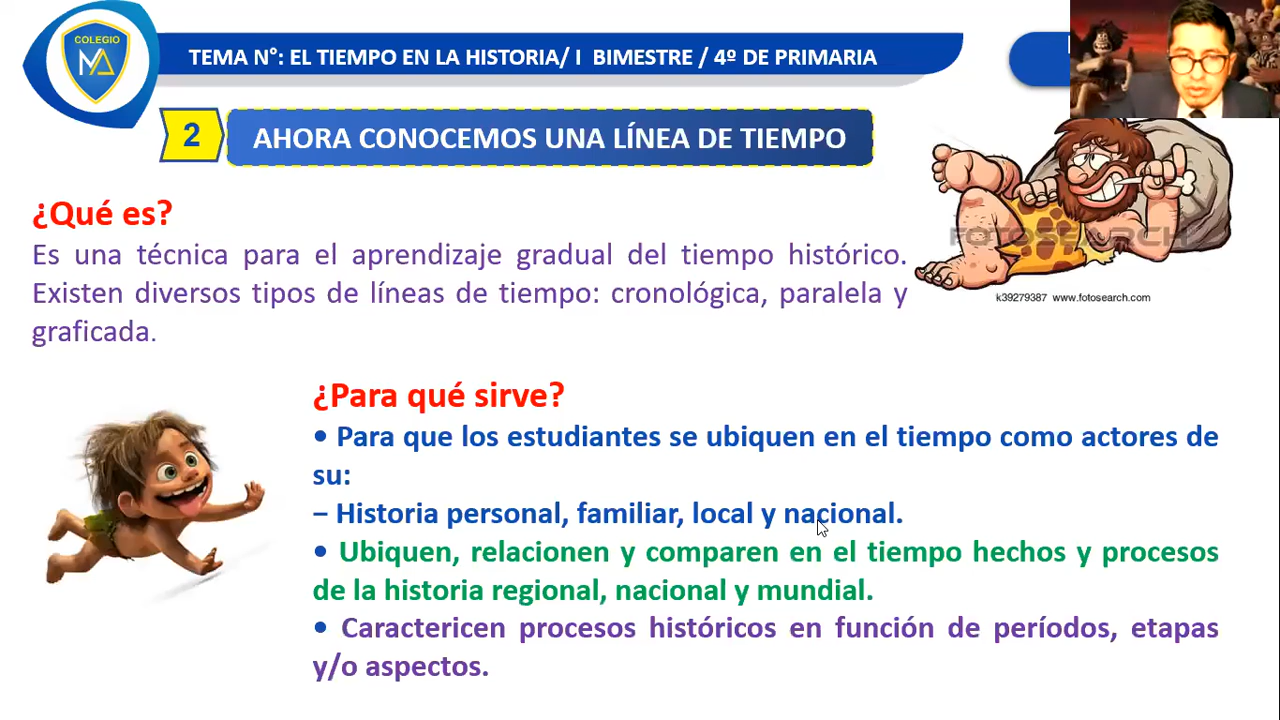 COLEGIO
MA
TEMA N°: EL TIEMPO EN LA HISTORIA/ I BIMESTRE / 4º DE PRIMARIA
2
AHORA CONOCEMOS UNA LÍNEA DE TIEMPO
¿Qué es?
Es una técnica para el aprendizaje gradual del tiempo histórico.
Existen diversos tipos de líneas de tiempo: cronológica, paralela y
graficada.
FOTOSEARCH
k39279387 www.fotosearch.com
¿Para qué sirve?
• Para que los estudiantes se ubiquen en el tiempo como actores de
su:
− Historia personal, familiar, local y nacional.
• Ubiquen, relacionen y comparen en el tiempo hechos y procesos
de la historia regional, nacional y mundial.
• Caractericen procesos históricos en función de períodos, etapas
y/o aspectos.